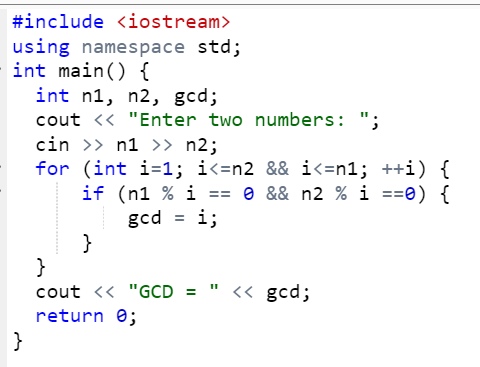 #include <iostream>
using namespace std;
int main() {
  int n1, n2, gcd;
  cout << "Enter two numbers: ";
  cin >> n1 >> n2;
  for (int i=1; i<=n2 && i<=n1; ++i) {
      if (n1 % i == 0 && n2 % i ==0) {
          gcd = i;
      }
  }
  cout << "GCD = " << gcd;
  return 0;
}